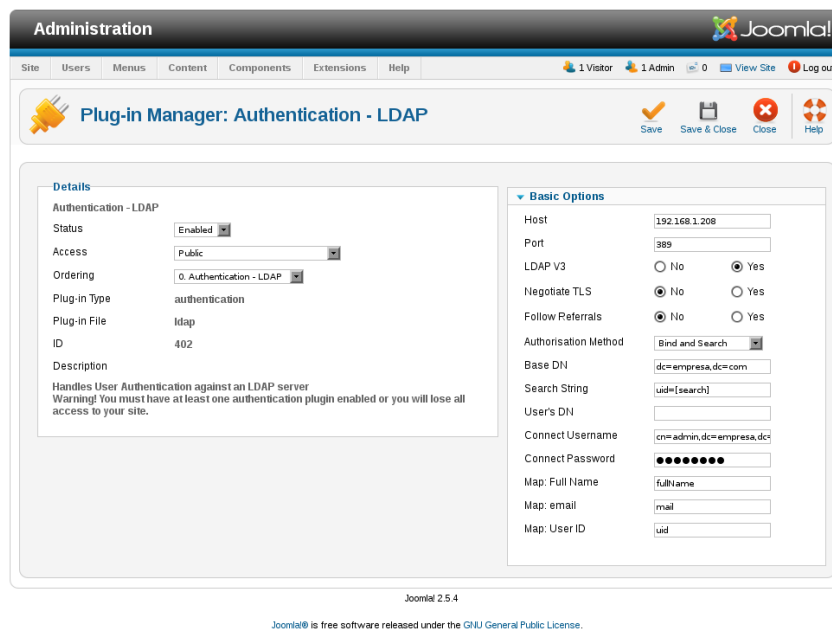 Administration
Joomla!
Site Users Menus Content Components Extensions Help 1 Visitor 1 Admin 0 View Site Log out
Plug-in Manager: Authentication - LDAP
Save Save & Close Close Help
Details
Authentication - LDAP
Status Enabled
Access Public
Ordering 0. Authentication - LDAP
Plug-in Type authentication
Plug-in File ldap
ID 402
Description
Handles User Authentication against an LDAP server
Warning! You must have at least one authentication plugin enabled or you will lose all
access to your site.
Basic Options
Host 192.168.1.208
Port 389
LDAP V3 No Yes
Negotiate TLS No Yes
Follow Referrals No Yes
Authorisation Method Bind and Search
Base DN dc=empresa,dc=com
Search String uid=[search]
User's DN
Connect Username cn=admin,dc=empresa,dc=
Connect Password ●●●●●●●●
Map: Full Name fullName
Map: email mail
Map: User ID uid
Joomla! 2.5.4
Joomla!® is free software released under the GNU General Public License.